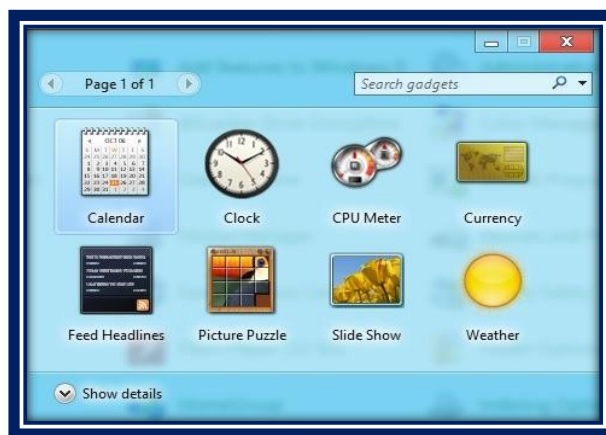 Page 1 of 1
Search gadgets
Calendar
Clock
CPU Meter
Currency
Feed Headlines
Picture Puzzle
Slide Show
Weather
Show details